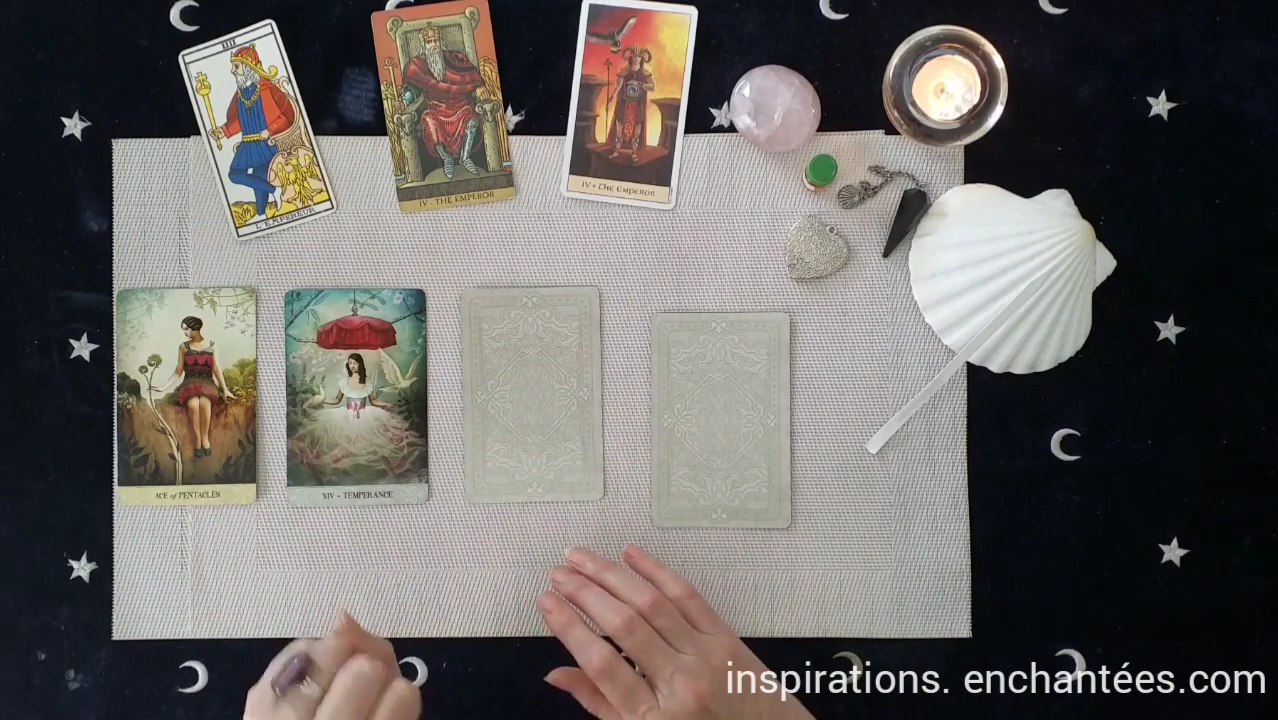 IIII
L'EMPEREUR
IV - THE EMPEROR
IV • THE EMPEROR
ACE of PENTACLES
XIV • TEMPERANCE
inspirations. enchantées.com